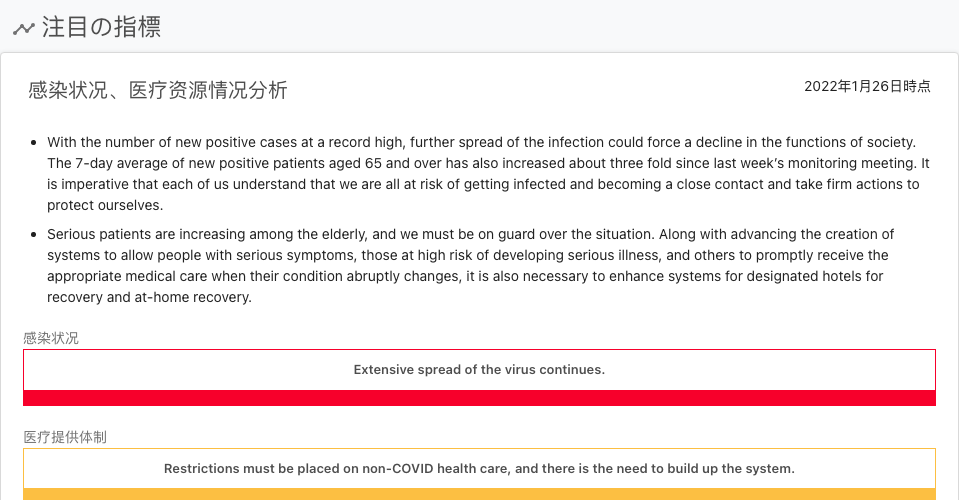 注目の指標
感染状况、医疗资源情况分析
2022年1月26日時点
With the number of new positive cases at a record high, further spread of the infection could force a decline in the functions of society.
The 7-day average of new positive patients aged 65 and over has also increased about three fold since last week’s monitoring meeting. It
is imperative that each of us understand that we are all at risk of getting infected and becoming a close contact and take firm actions to
protect ourselves.
Serious patients are increasing among the elderly, and we must be on guard over the situation. Along with advancing the creation of
systems to allow people with serious symptoms, those at high risk of developing serious illness, and others to promptly receive the
appropriate medical care when their condition abruptly changes, it is also necessary to enhance systems for designated hotels for
recovery and at-home recovery.
感染状况
Extensive spread of the virus continues.
医疗提供体制
Restrictions must be placed on non-COVID health care, and there is the need to build up the system.